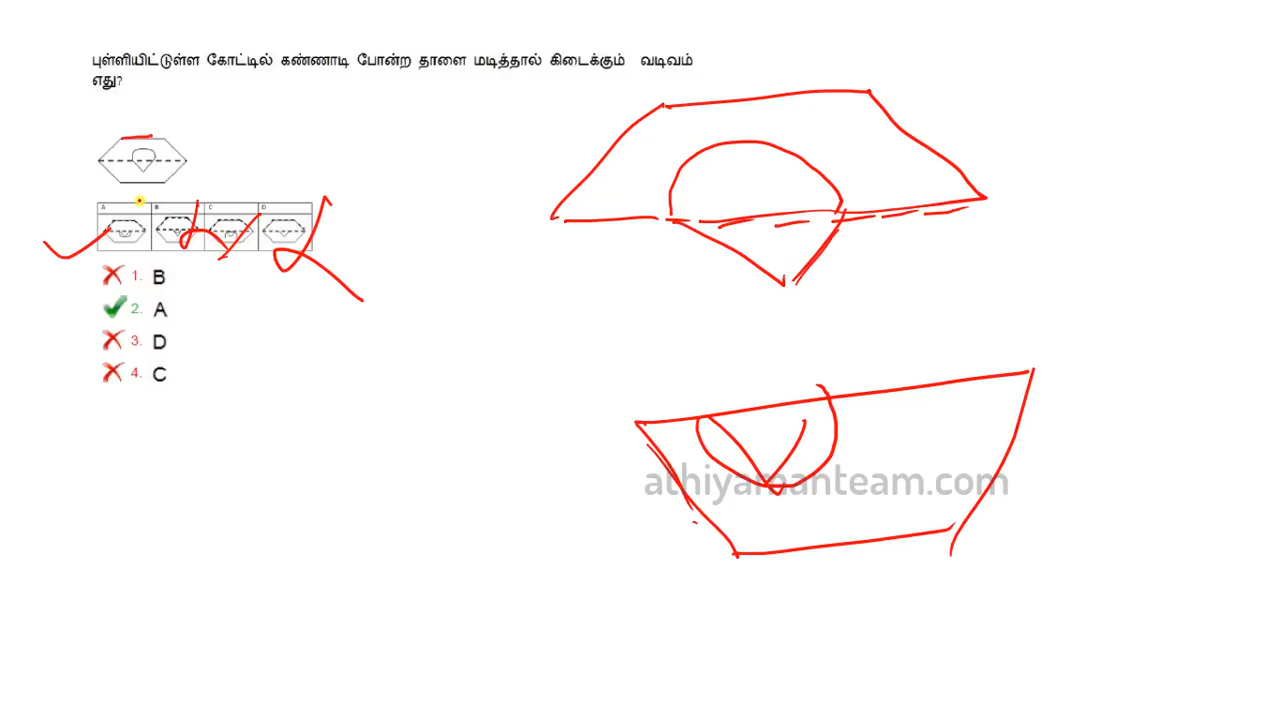 புள்ளியிட்டுள்ள கோட்டில் கண்ணாடி போன்ற தாளை மடித்தால் கிடைக்கும் வடிவம்
எது?
A B C D
1. B
2. A
3. D
4. C
athiyamanteam.com